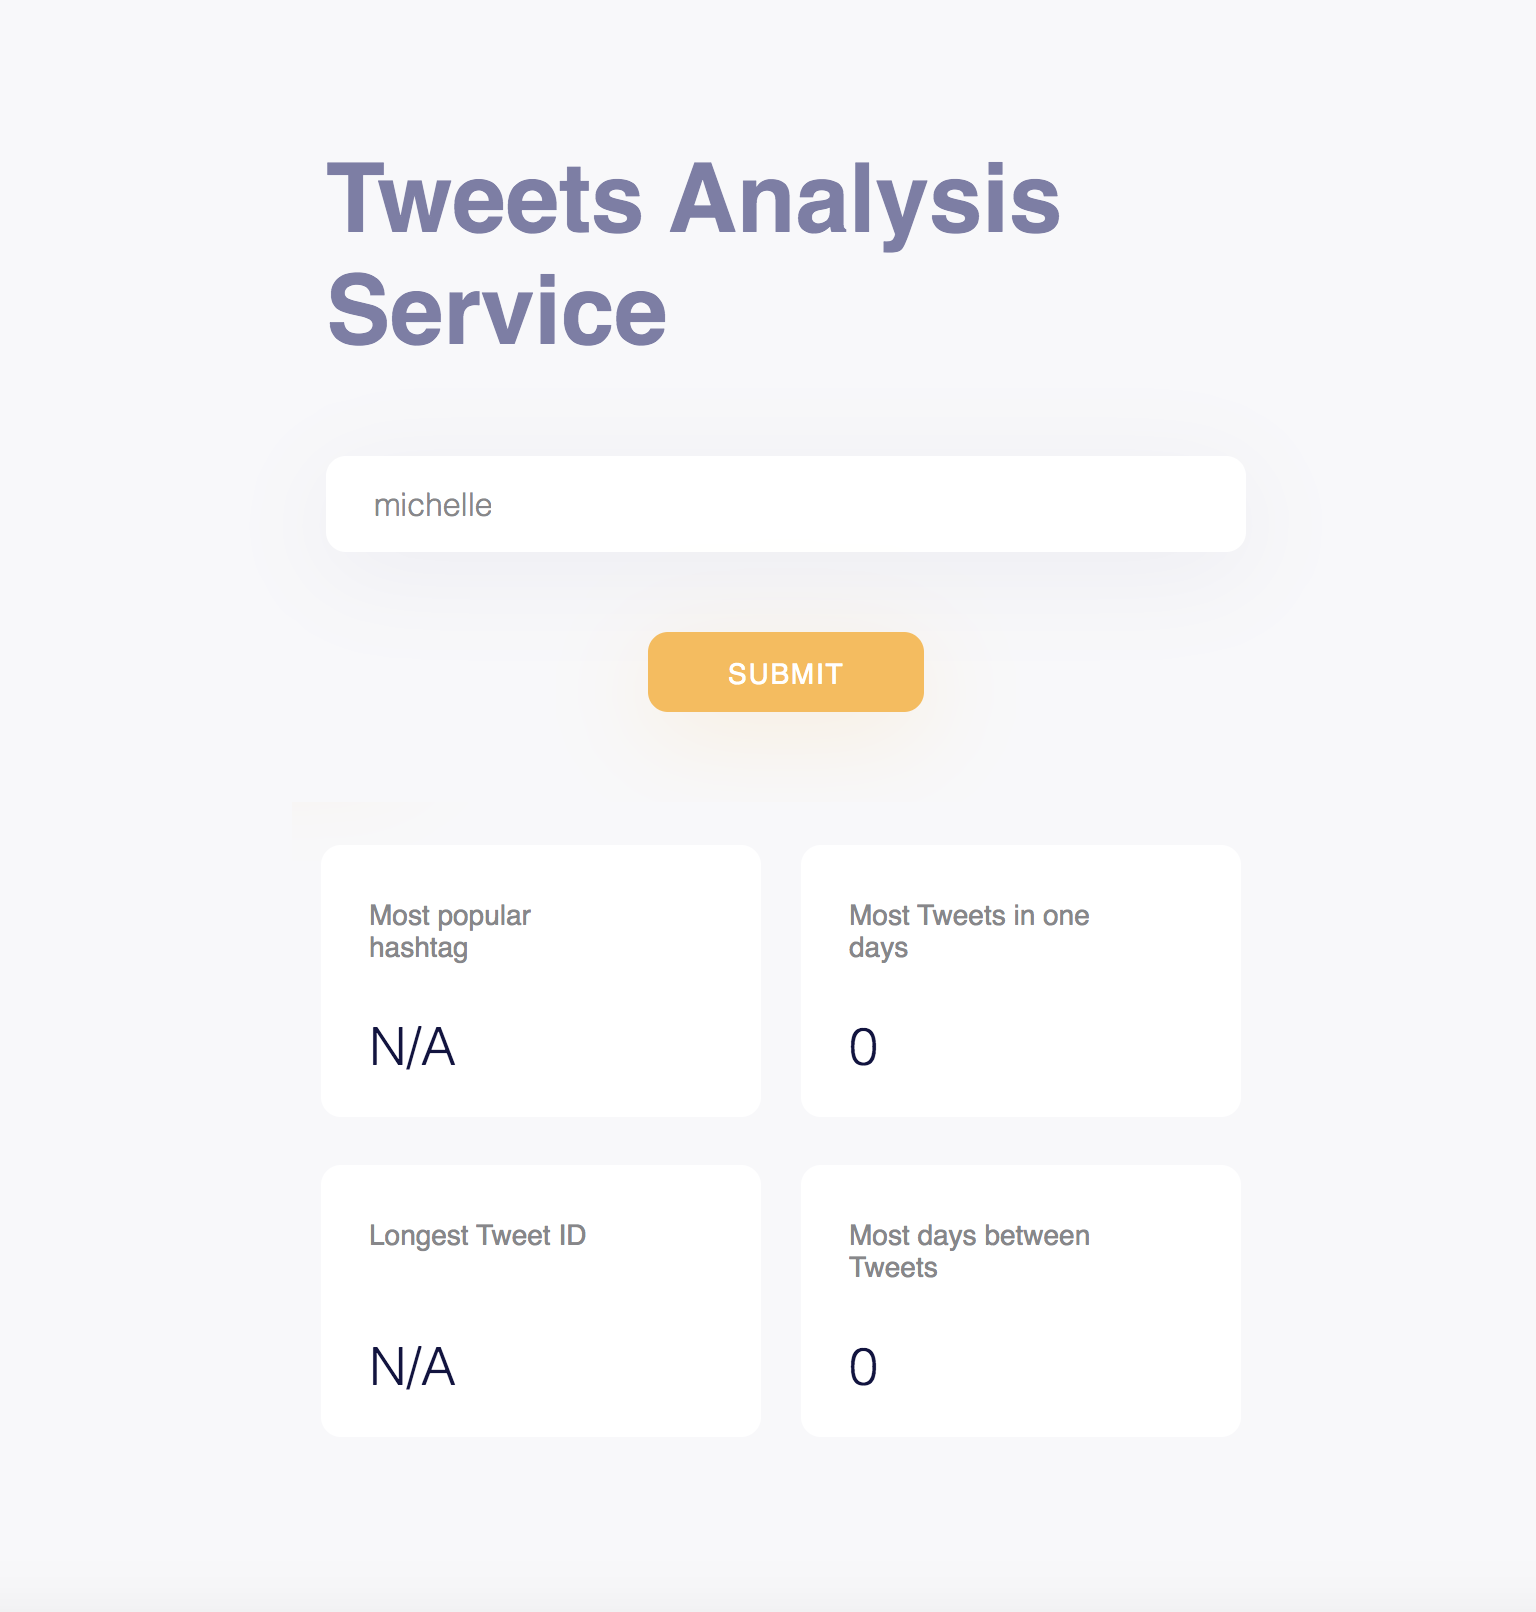 Tweets Analysis
Service
michelle
SUBMIT
Most popular
hashtag
N/A
Most Tweets in one
days
0
Longest Tweet ID
N/A
Most days between
Tweets
0